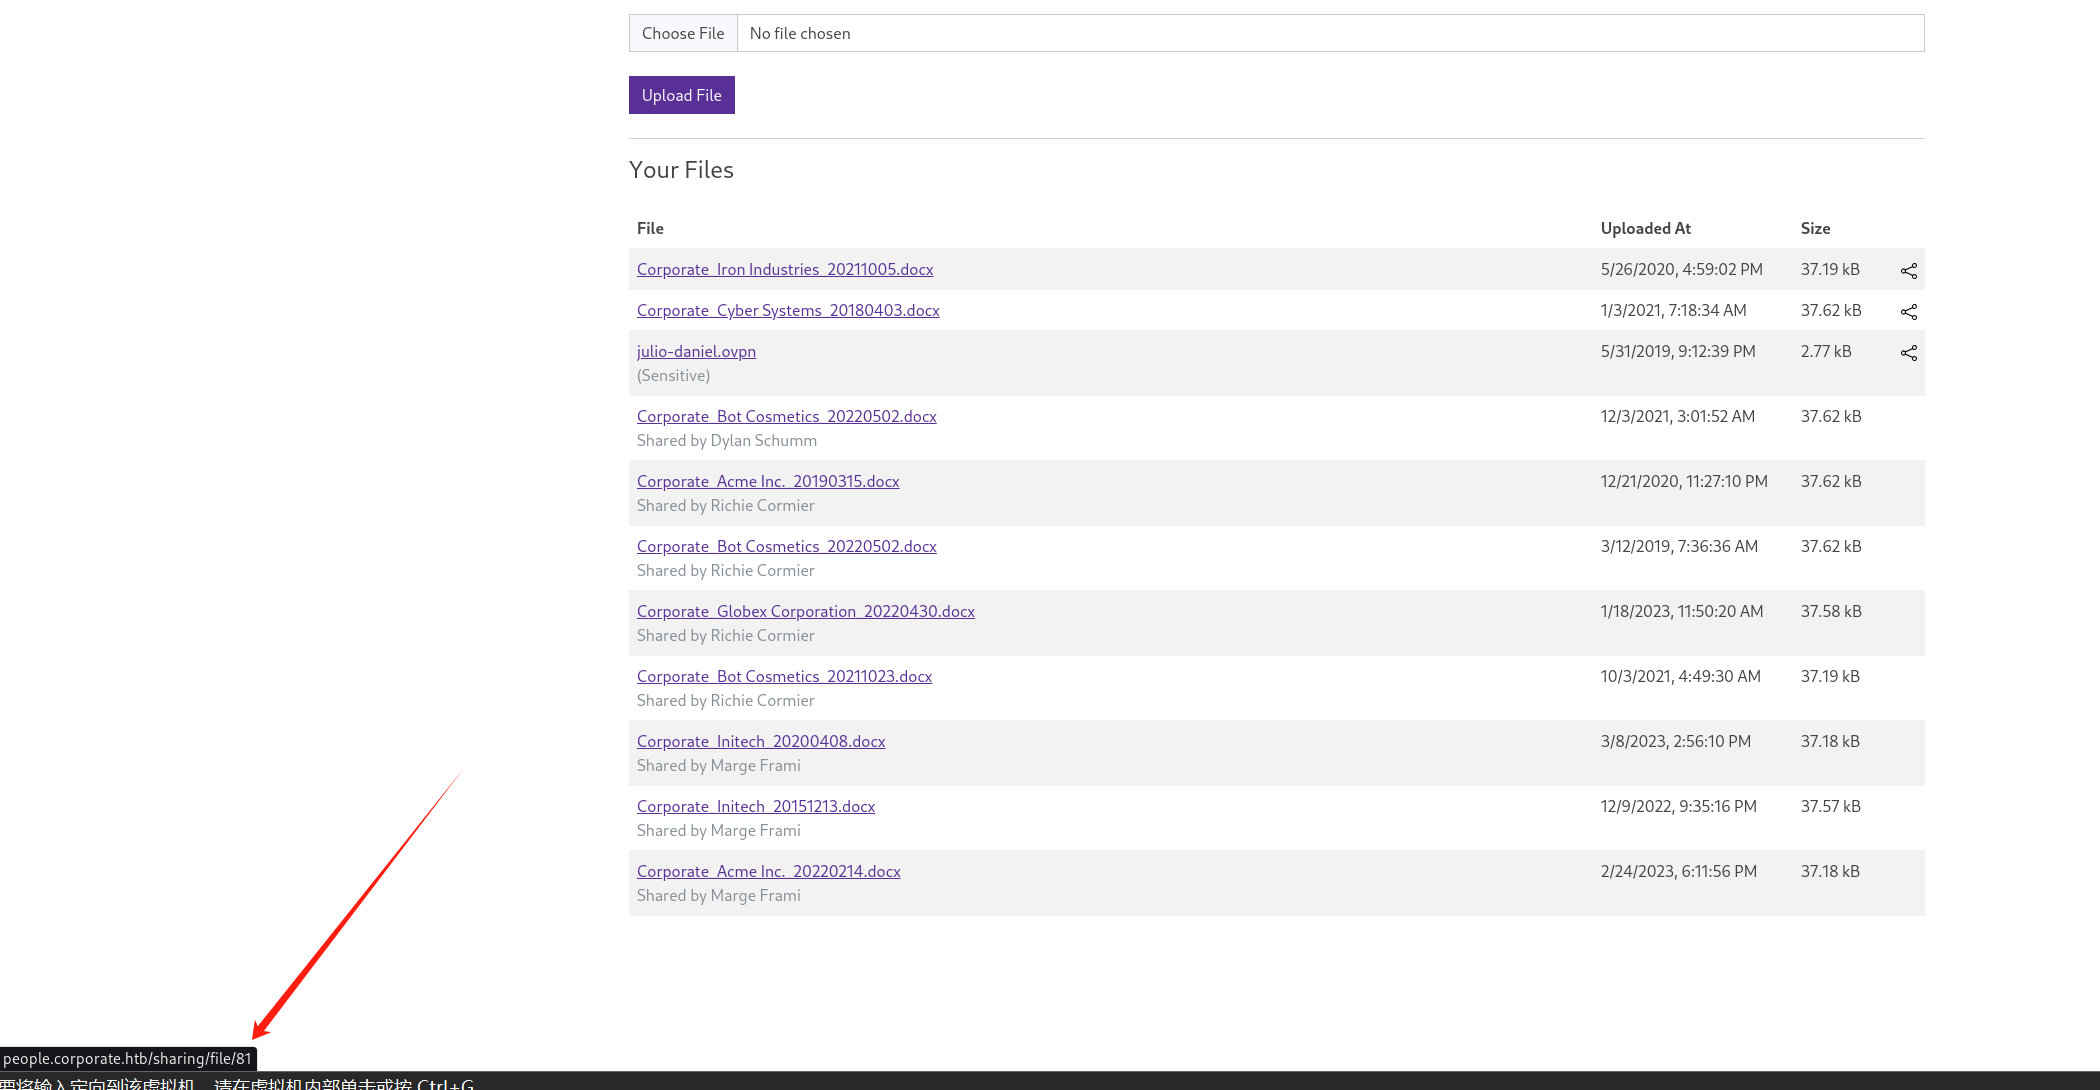 Choose File No file chosen
Upload File
Your Files
File Uploaded At Size
Corporate_Iron Industries_20211005.docx 5/26/2020, 4:59:02 PM 37.19 kB
Corporate_Cyber Systems_20180403.docx 1/3/2021, 7:18:34 AM 37.62 kB
julio-daniel.ovpn 5/31/2019, 9:12:39 PM 2.77 kB
(Sensitive)
Corporate_Bot Cosmetics_20220502.docx 12/3/2021, 3:01:52 AM 37.62 kB
Shared by Dylan Schumm
Corporate_Acme Inc._20190315.docx 12/21/2020, 11:27:10 PM 37.62 kB
Shared by Richie Cormier
Corporate_Bot Cosmetics_20220502.docx 3/12/2019, 7:36:36 AM 37.62 kB
Shared by Richie Cormier
Corporate_Globex Corporation_20220430.docx 1/18/2023, 11:50:20 AM 37.58 kB
Shared by Richie Cormier
Corporate_Bot Cosmetics_20211023.docx 10/3/2021, 4:49:30 AM 37.19 kB
Shared by Richie Cormier
Corporate_Initech_20200408.docx 3/8/2023, 2:56:10 PM 37.18 kB
Shared by Marge Frami
Corporate_Initech_20151213.docx 12/9/2022, 9:35:16 PM 37.57 kB
Shared by Marge Frami
Corporate_Acme Inc._20220214.docx 2/24/2023, 6:11:56 PM 37.18 kB
Shared by Marge Frami
people.corporate.htb/sharing/file/81
要将输入定向到该虚拟机，请在虚拟机内部单击或按 Ctrl+G